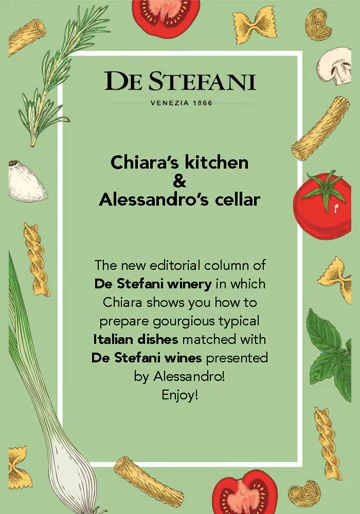 DE STEFANI
VENEZIA 1866
Chiara's kitchen
&
Alessandro's cellar
The new editorial column of
De Stefani winery in which
Chiara shows you how to
prepare gourgious typical
Italian dishes matched with
De Stefani wines presented
by Alessandro!
Enjoy!